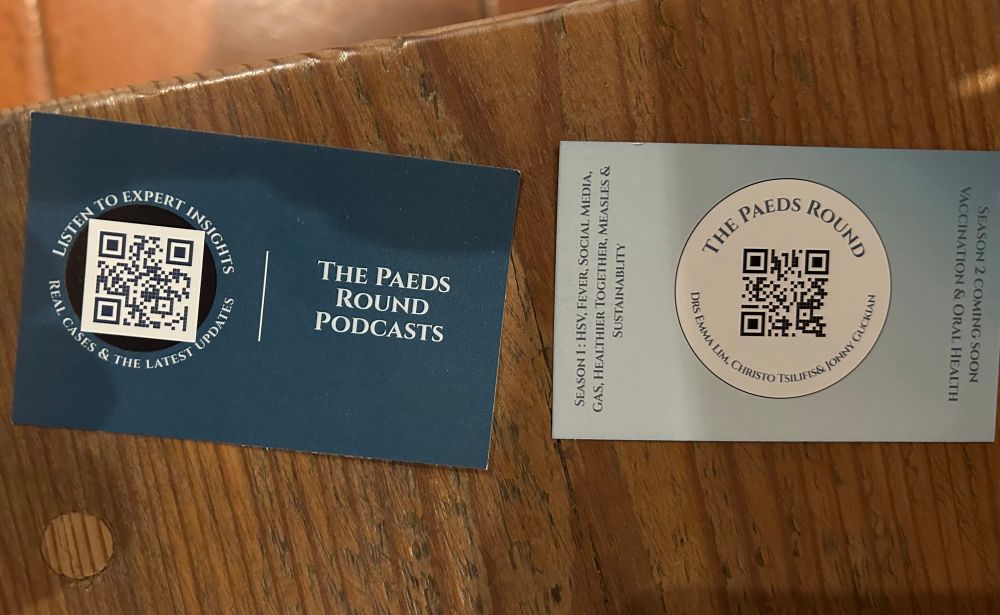 LISTEN TO EXPERT INSIGHTS
REAL CASES & THE LATEST UPDATES
THE PAEDS
ROUND
PODCASTS
SEASON 1 : HSV, FEVER, SOCIAL MEDIA,
GAS, HEALTHIER TOGETHER, MEASLES &
SUSTAINABLITY
THE PAEDS ROUND
DRS EMMA LIM, CHRISTO TSILIFIS& JONNY GUCKIAN
SEASON 2 COMING SOON
VACCINATION & ORAL HEALTH